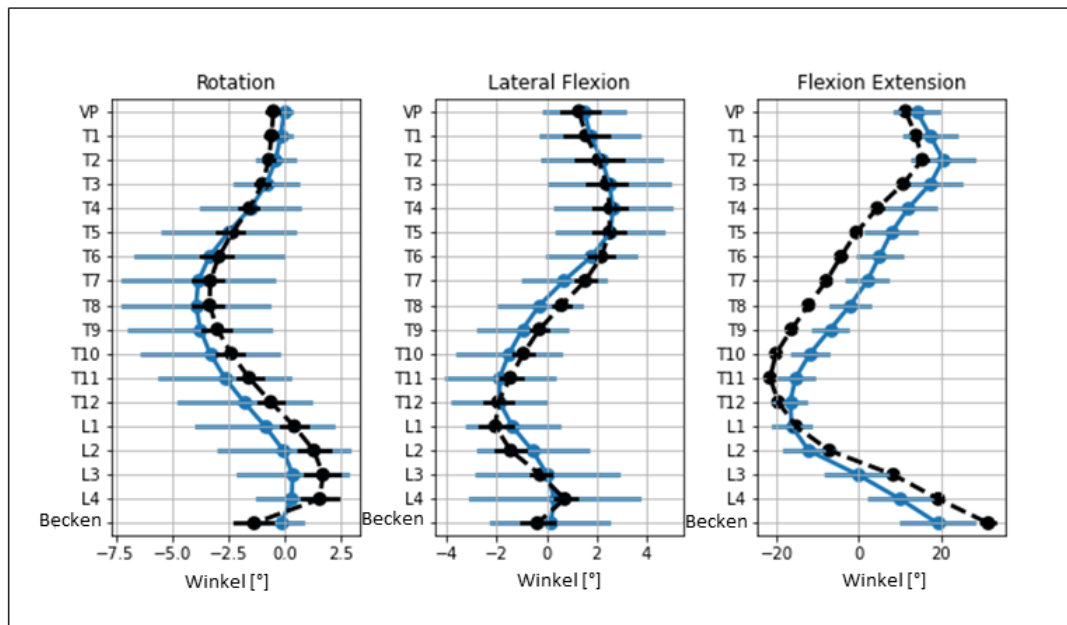 Rotation
Lateral Flexion
Flexion Extension
VP
T1
T2
T3
T4
T5
T6
T7
T8
T9
T10
T11
T12
L1
L2
L3
L4
Becken
−7.5 −5.0 −2.5 0.0 2.5
Winkel [°]
VP
T1
T2
T3
T4
T5
T6
T7
T8
T9
T10
T11
T12
L1
L2
L3
L4
Becken
−4 −2 0 2 4
Winkel [°]
VP
T1
T2
T3
T4
T5
T6
T7
T8
T9
T10
T11
T12
L1
L2
L3
L4
Becken
−20 0 20
Winkel [°]